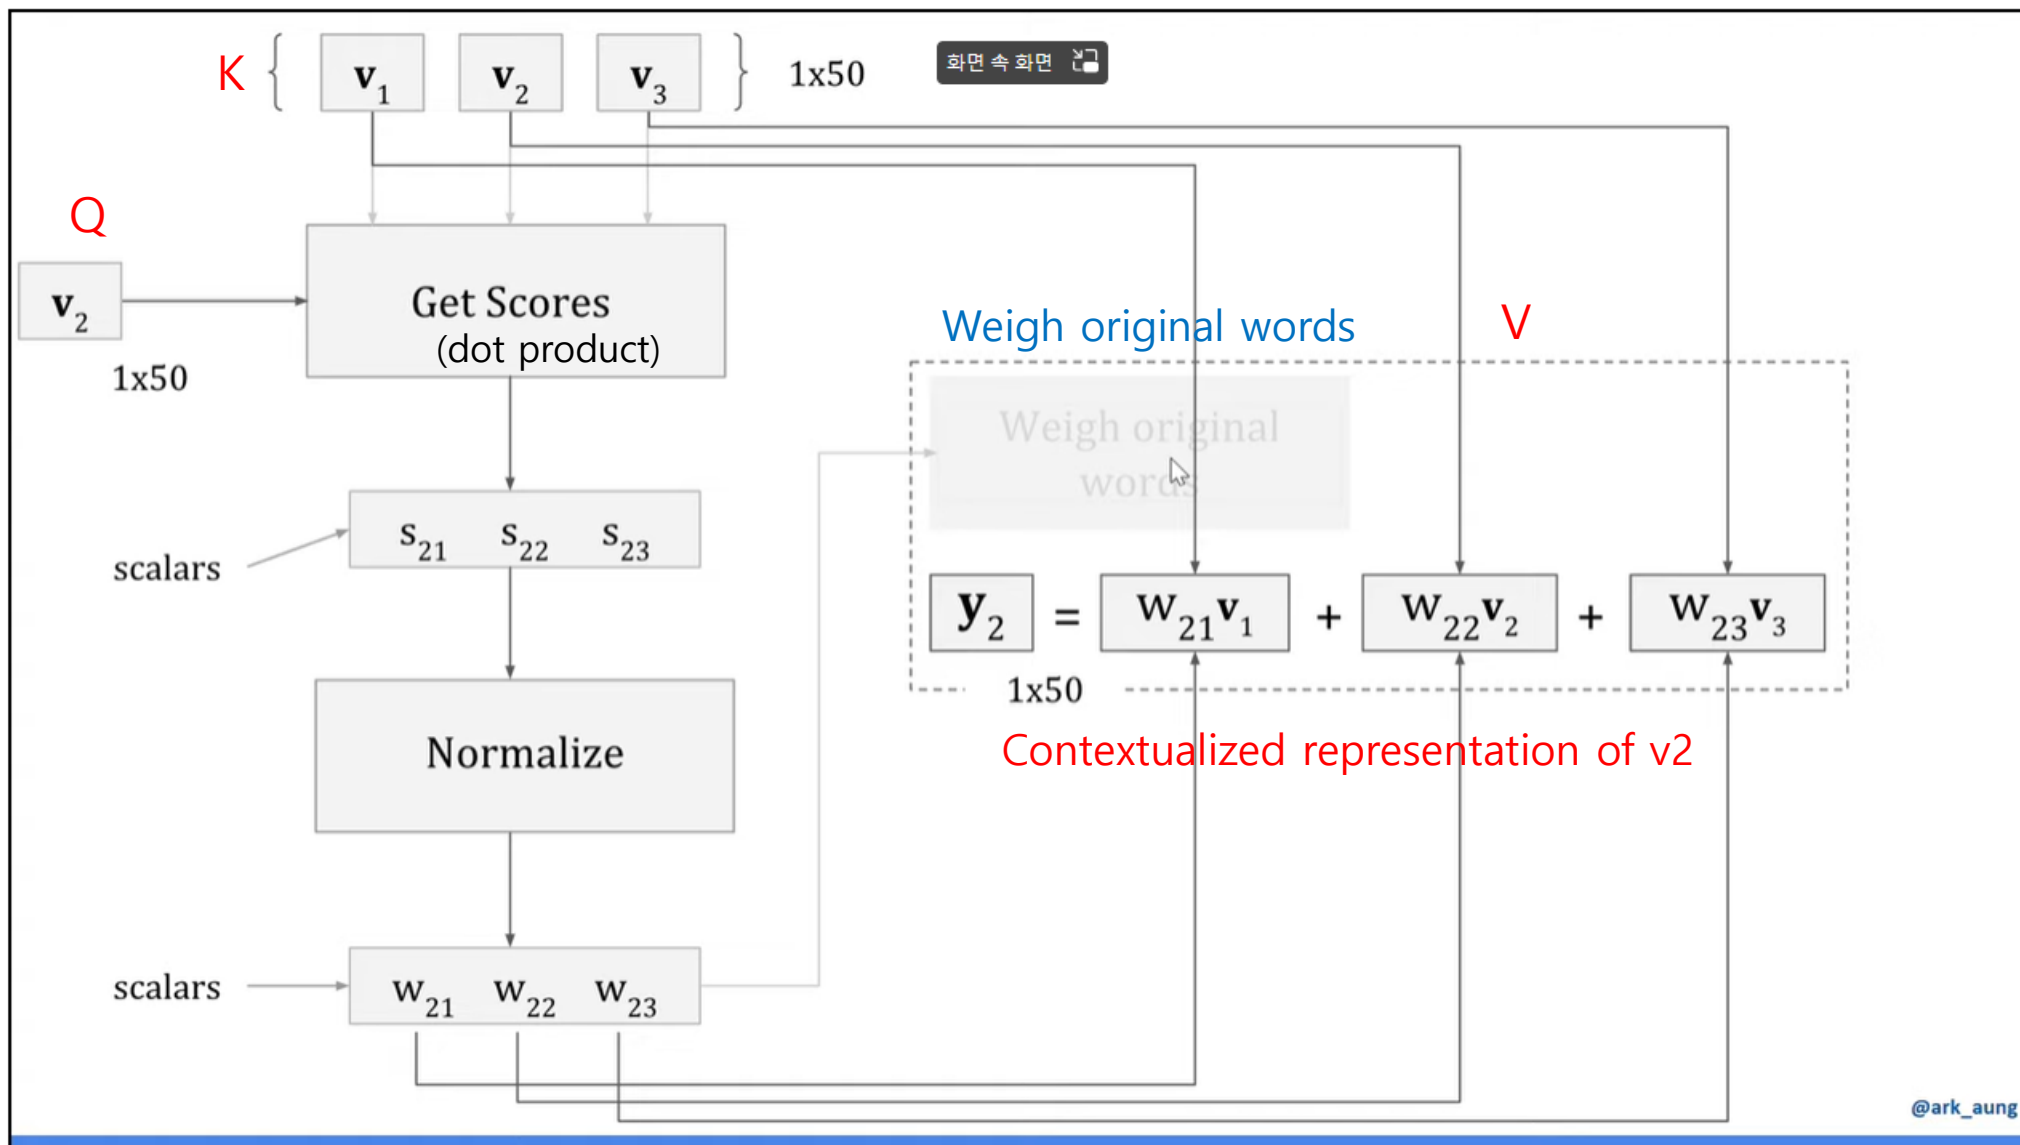 K { v1 v2 v3 } 1x50
화면 속 화면
Q
v2
1x50
Get Scores
(dot product)
Weigh original words
V
Weigh original
words
scalars
s21 s22 s23
y2 = w21v1 + w22v2 + w23v3
1x50
Normalize
Contextualized representation of v2
scalars
w21 w22 w23
@ark_aung